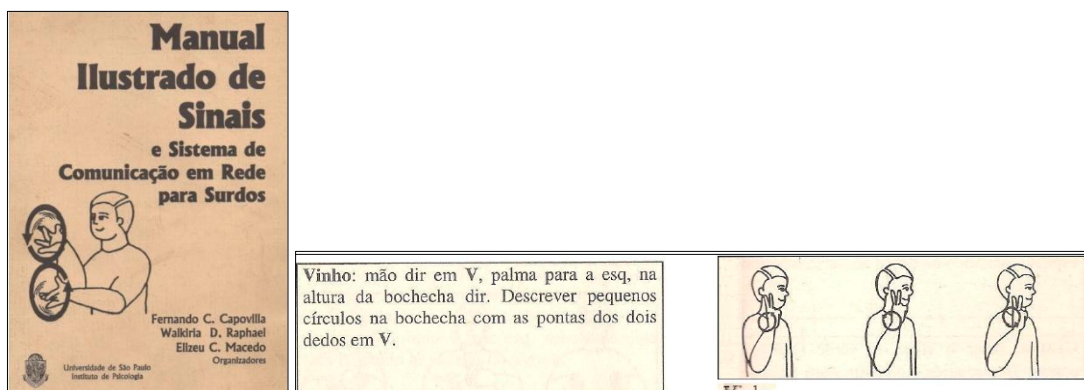 Manual
Ilustrado de
Sinais
e Sistema de
Comunicação em Rede
para Surdos
Fernando C. Capovilla
Walkiria D. Raphael
Elizeu C. Macedo
Organizadores
Universidade de São Paulo
Instituto de Psicologia
Vinho: mão dir em V, palma para a esq, na
altura da bochecha dir. Descrever pequenos
círculos na bochecha com as pontas dos dois
dedos em V.